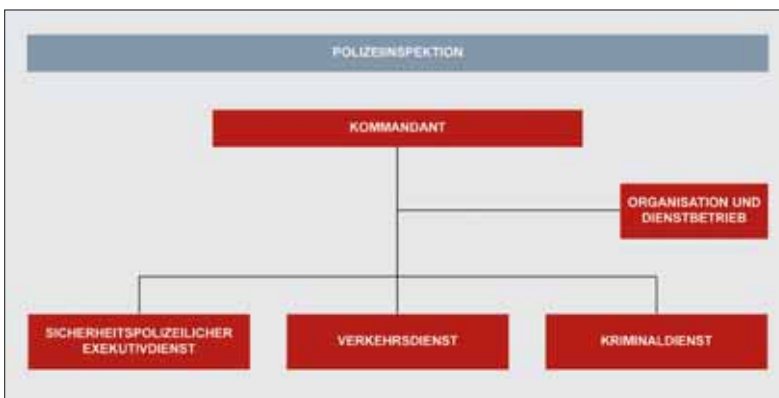 POLIZEIINSPEKTION
KOMMANDANT
ORGANISATION UND
DIENSTBETRIEB
SICHERHEITSPOLIZEILICHER
EXEKUTIVDIENST
VERKEHRSDIENST
KRIMINALDIENST